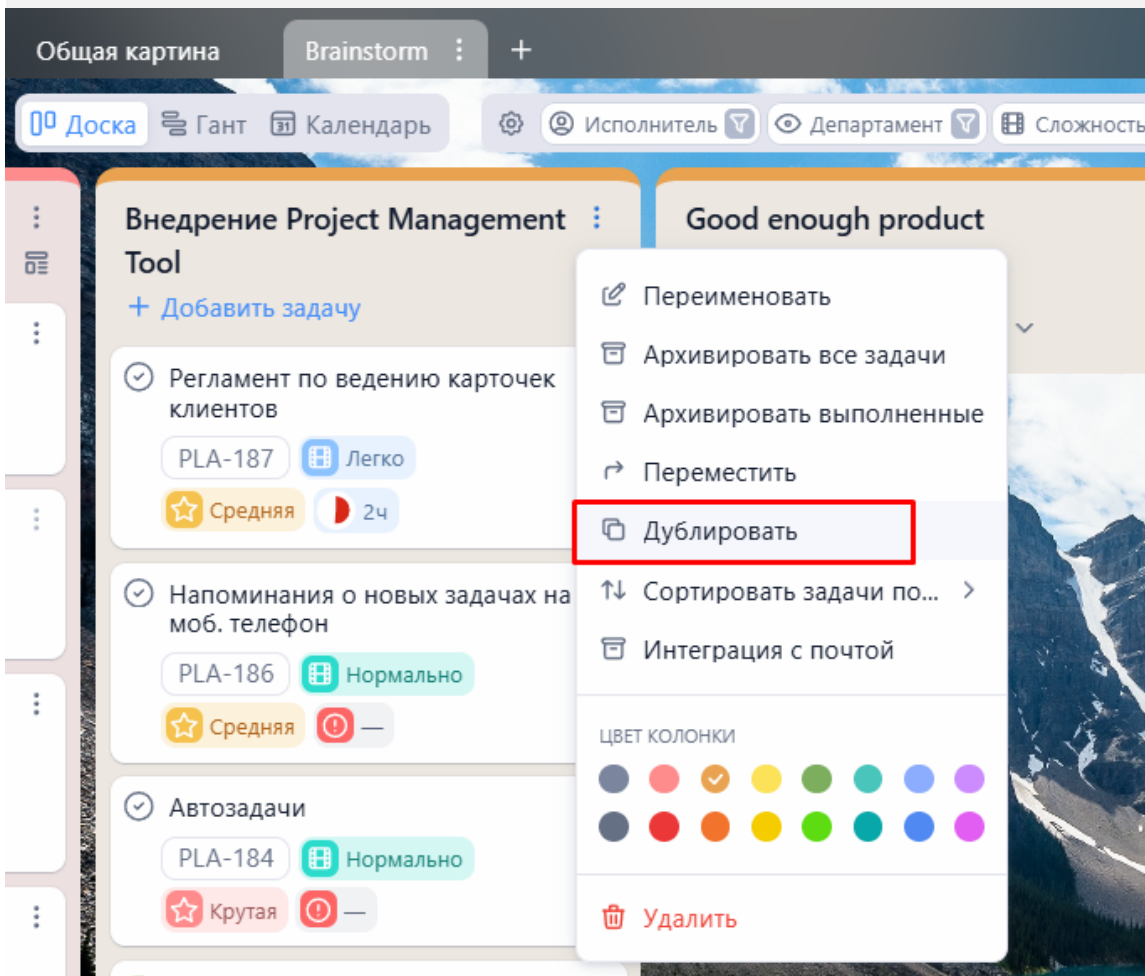 Общая картина
Brainstorm
Доска
Гант
31
Календарь
Исполнитель
Департамент
Сложность
Внедрение Project Management
Tool
+ Добавить задачу
Регламент по ведению карточек
клиентов
PLA-187
Легко
Средняя
2ч
Напоминания о новых задачах на
моб. телефон
PLA-186
Нормально
Средняя
—
Автозадачи
PLA-184
Нормально
Крутая
—
Good enough product
Переименовать
Архивировать все задачи
Архивировать выполненные
Переместить
Дублировать
Сортировать задачи по...
Интеграция с почтой
ЦВЕТ КОЛОНКИ
Удалить